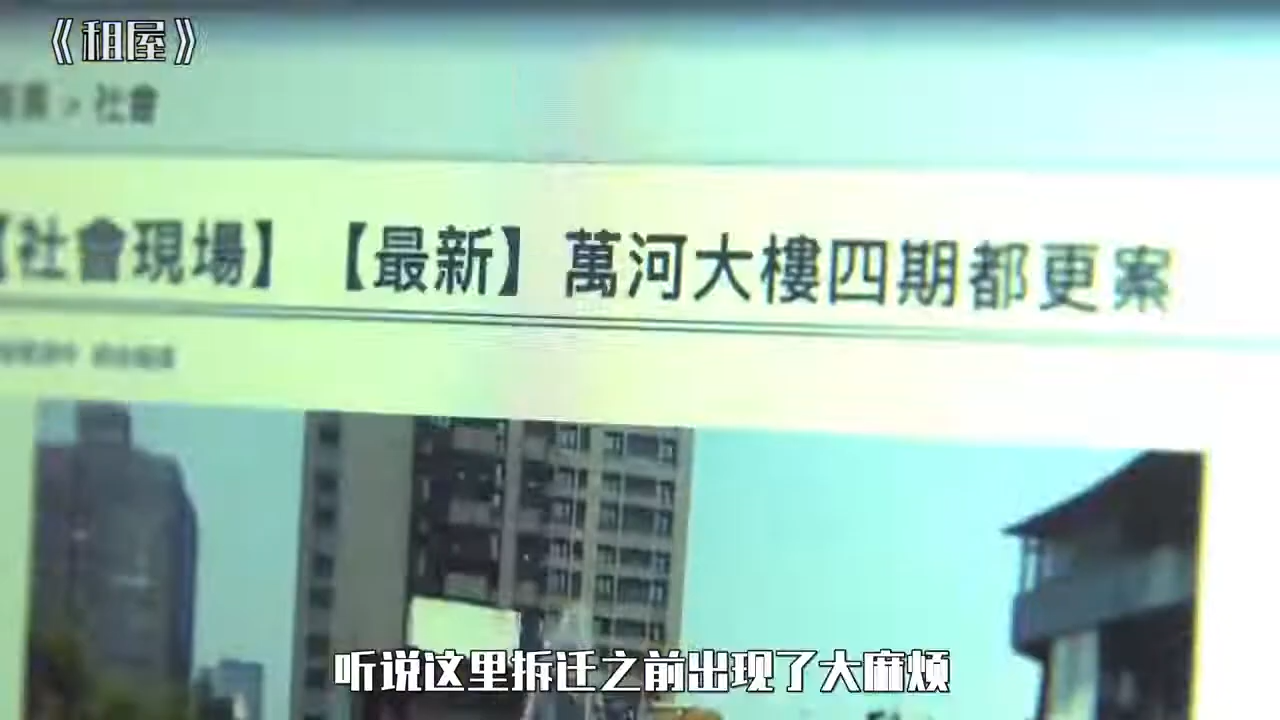 《租屋》
> 社會
【社會現場】【最新】萬河大樓四期都更案
听说这里拆迁之前出现了大麻烦